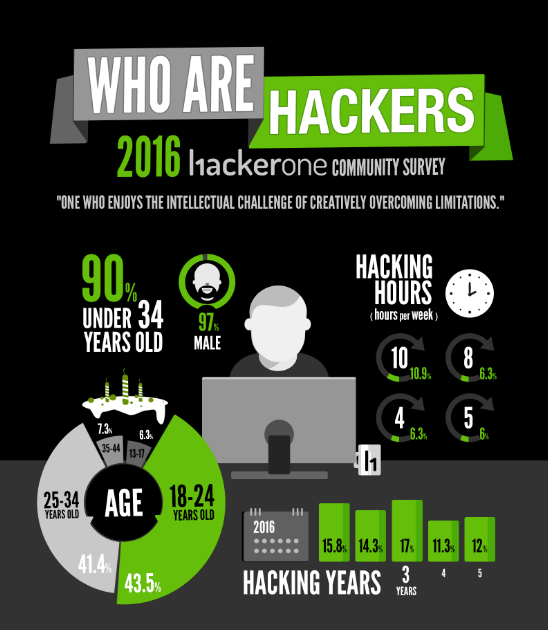 WHO ARE
HACKERS
2016 hackerone COMMUNITY SURVEY
"ONE WHO ENJOYS THE INTELLECTUAL CHALLENGE OF CREATIVELY OVERCOMING LIMITATIONS."
90%
UNDER 34
YEARS OLD
97%
MALE
HACKING
HOURS
(hours per week)
10
10.9%
8
6.3%
4
6.3%
5
6%
7.3%
35-44
6.3%
13-17
25-34
YEARS OLD
AGE
18-24
YEARS OLD
41.4%
43.5%
h1
2016
15.8%
14.3%
17%
11.3%
12%
HACKING YEARS
3
YEARS
4
5